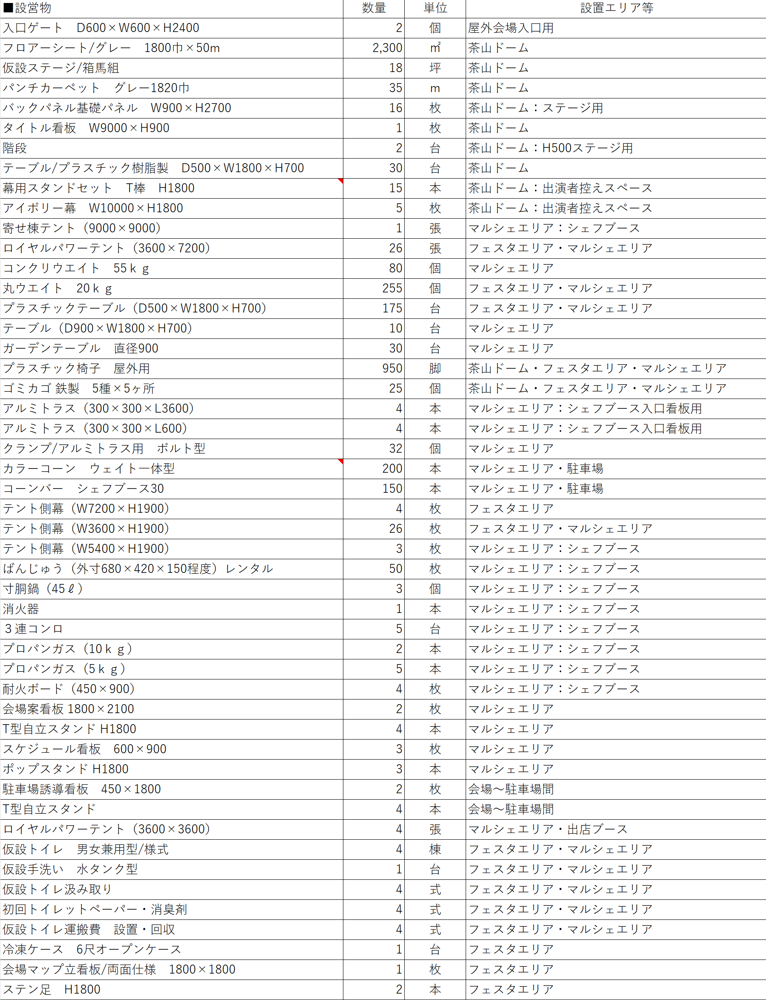 ■設営物 数量 単位 設置エリア等
入口ゲート　D600×W600×H2400 2 個 屋外会場入口用
フロアーシート/グレー　1800巾×50m 2,300 ㎡ 茶山ドーム
仮設ステージ/箱馬組 18 坪 茶山ドーム
パンチカーペット　グレー1820巾 35 m 茶山ドーム
バックパネル基礎パネル　W900×H2700 16 枚 茶山ドーム：ステージ用
タイトル看板　W9000×H900 1 枚 茶山ドーム
階段 2 台 茶山ドーム：H500ステージ用
テーブル/プラスチック樹脂製　D500×W1800×H700 30 台 茶山ドーム
幕用スタンドセット　T棒　H1800 15 本 茶山ドーム：出演者控えスペース
アイボリー幕　W10000×H1800 5 枚 茶山ドーム：出演者控えスペース
寄せ棟テント（9000×9000） 1 張 マルシェエリア：シェフブース
ロイヤルパワーテント（3600×7200） 26 張 フェスタエリア・マルシェエリア
コンクリウエイト　55ｋｇ 80 個 マルシェエリア
丸ウエイト　20ｋｇ 255 個 フェスタエリア・マルシェエリア
プラスチックテーブル（D500×W1800×H700） 175 台 フェスタエリア・マルシェエリア
テーブル（D900×W1800×H700） 10 台 マルシェエリア
ガーデンテーブル　直径900 30 台 マルシェエリア
プラスチック椅子　屋外用 950 脚 茶山ドーム・フェスタエリア・マルシェエリア
ゴミカゴ 鉄製　5種×5ヶ所 25 個 茶山ドーム・フェスタエリア・マルシェエリア
アルミトラス（300×300×L3600） 4 本 マルシェエリア：シェフブース入口看板用
アルミトラス（300×300×L600） 4 本 マルシェエリア：シェフブース入口看板用
クランプ/アルミトラス用　ボルト型 32 個 マルシェエリア
カラーコーン　ウェイト一体型 200 本 マルシェエリア・駐車場
コーンバー　シェフブース30 150 本 マルシェエリア・駐車場
テント側幕（W7200×H1900） 4 枚 フェスタエリア
テント側幕（W3600×H1900） 26 枚 フェスタエリア・マルシェエリア
テント側幕（W5400×H1900） 3 枚 マルシェエリア：シェフブース
ばんじゅう（外寸680×420×150程度）レンタル 50 枚 マルシェエリア：シェフブース
寸胴鍋（45ℓ） 3 個 マルシェエリア：シェフブース
消火器 1 本 マルシェエリア：シェフブース
３連コンロ 5 台 マルシェエリア：シェフブース
プロパンガス（10ｋｇ） 2 本 マルシェエリア：シェフブース
プロパンガス（5ｋｇ） 5 本 マルシェエリア：シェフブース
耐火ボード（450×900） 4 枚 マルシェエリア：シェフブース
会場案看板 1800×2100 2 枚 マルシェエリア
T型自立スタンド H1800 4 本 マルシェエリア
スケジュール看板　600×900 3 枚 マルシェエリア
ポップスタンド H1800 3 本 マルシェエリア
駐車場誘導看板　450×1800 2 枚 会場～駐車場間
T型自立スタンド 4 本 会場～駐車場間
ロイヤルパワーテント（3600×3600） 4 張 マルシェエリア・出店ブース
仮設トイレ　男女兼用型/様式 4 棟 フェスタエリア・マルシェエリア
仮設手洗い　水タンク型 1 台 フェスタエリア・マルシェエリア
仮設トイレ汲み取り 4 式 フェスタエリア・マルシェエリア
初回トイレットペーパー・消臭剤 4 式 フェスタエリア・マルシェエリア
仮設トイレ運搬費　設置・回収 4 式 フェスタエリア・マルシェエリア
冷凍ケース　6尺オープンケース 1 台 フェスタエリア
会場マップ立看板/両面仕様　1800×1800 1 枚 フェスタエリア
ステン足　H1800 2 本 フェスタエリア